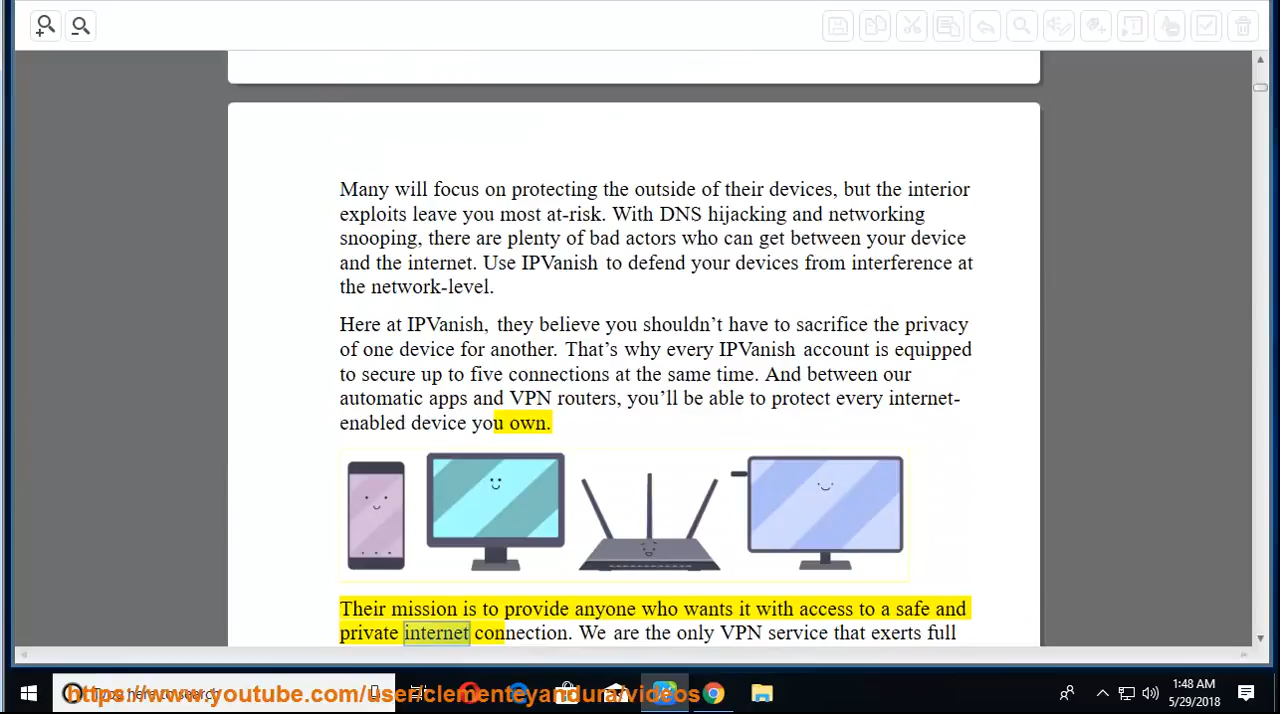 Many will focus on protecting the outside of their devices, but the interior
exploits leave you most at-risk. With DNS hijacking and networking
snooping, there are plenty of bad actors who can get between your device
and the internet. Use IPVanish to defend your devices from interference at
the network-level.
Here at IPVanish, they believe you shouldn’t have to sacrifice the privacy
of one device for another. That’s why every IPVanish account is equipped
to secure up to five connections at the same time. And between our
automatic apps and VPN routers, you’ll be able to protect every internet-
enabled device you own.
Their mission is to provide anyone who wants it with access to a safe and
private internet connection. We are the only VPN service that exerts full
Type here to search
https://www.youtube.com/user/clementeyandura/videos
1:48 AM
5/29/2018